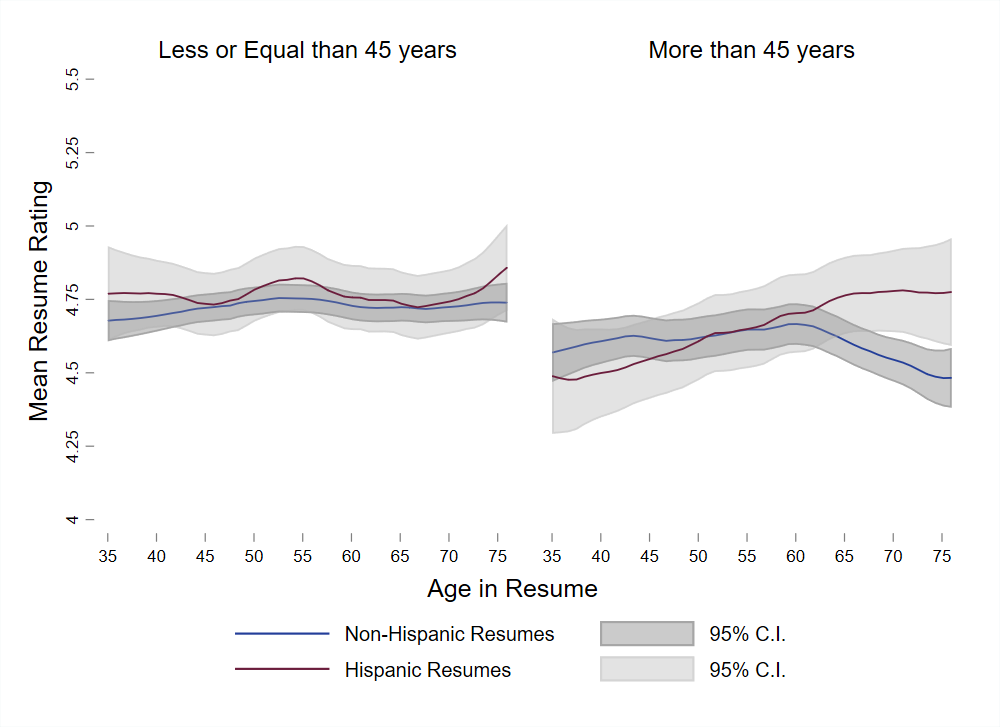 Less or Equal than 45 years
More than 45 years
Mean Resume Rating
5.5
5.25
5
4.75
4.5
4.25
4
35 40 45 50 55 60 65 70 75
35 40 45 50 55 60 65 70 75
Age in Resume
Non-Hispanic Resumes 95% C.I.
Hispanic Resumes 95% C.I.